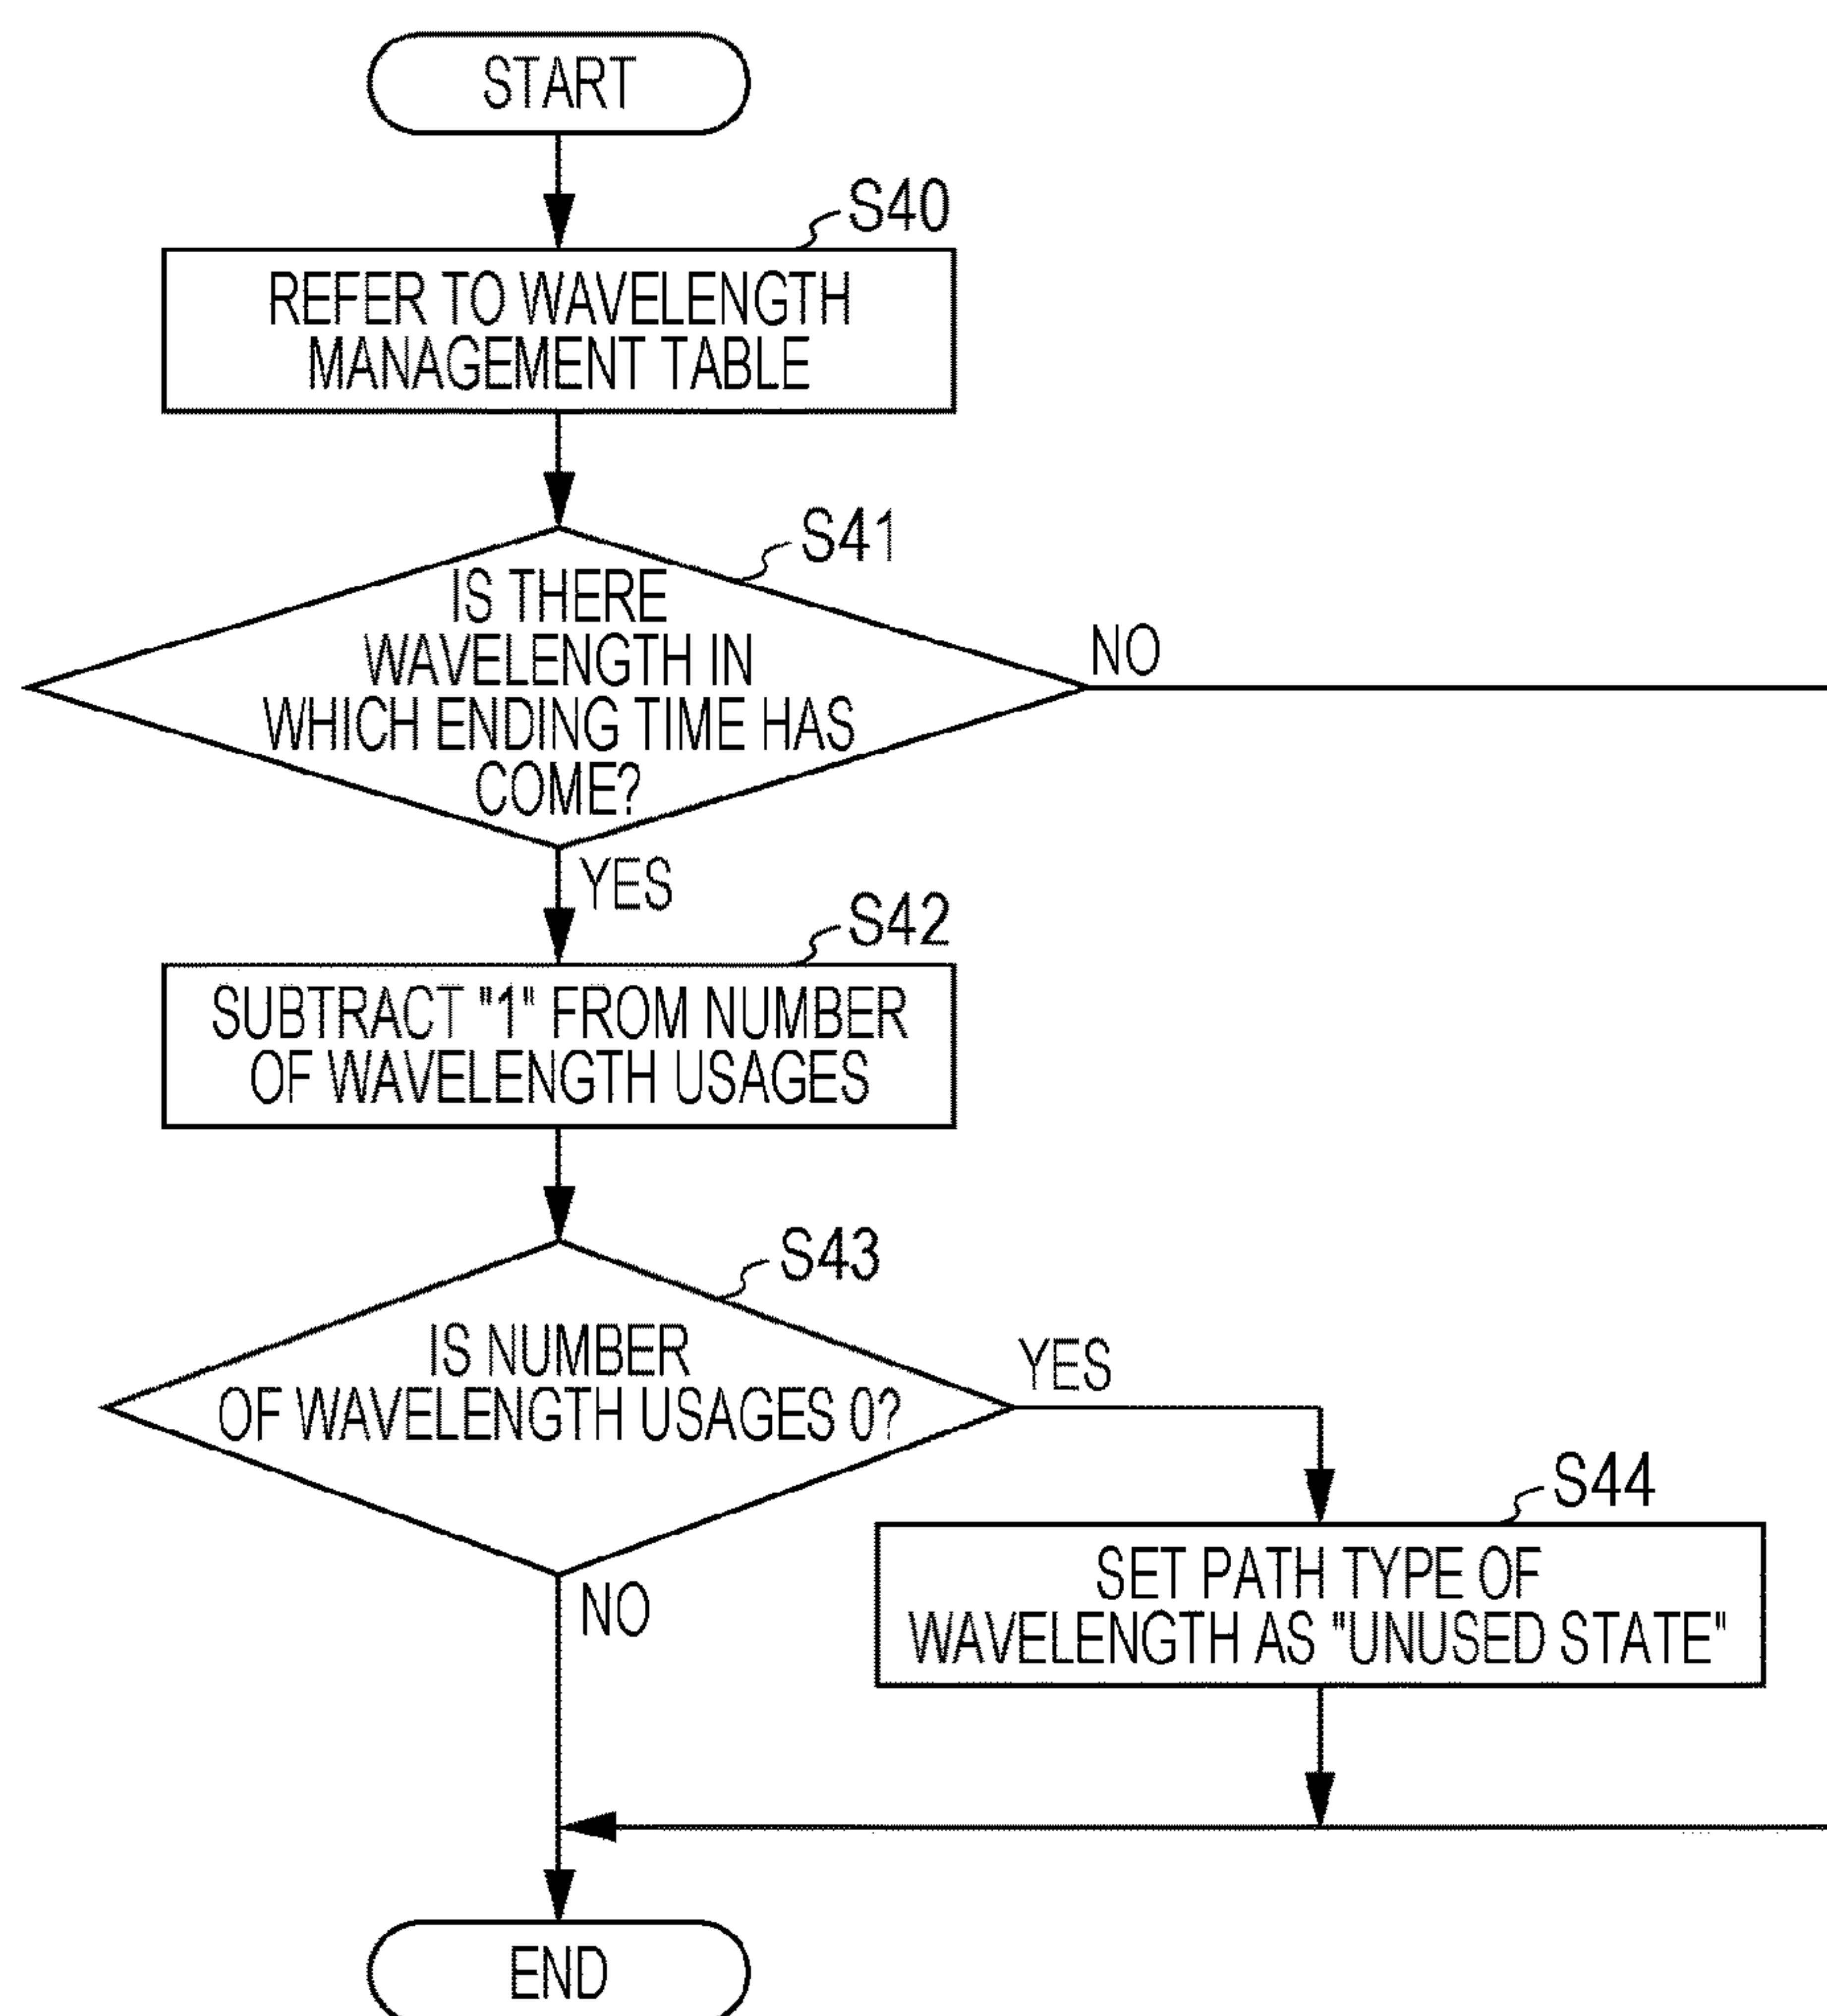 START
S40
REFER TO WAVELENGTH
MANAGEMENT TABLE
S41
IS THERE
WAVELENGTH IN
WHICH ENDING TIME HAS
COME?
NO
YES
S42
SUBTRACT "1" FROM NUMBER
OF WAVELENGTH USAGES
S43
IS NUMBER
OF WAVELENGTH USAGES 0?
YES
S44
SET PATH TYPE OF
WAVELENGTH AS "UNUSED STATE"
NO
END